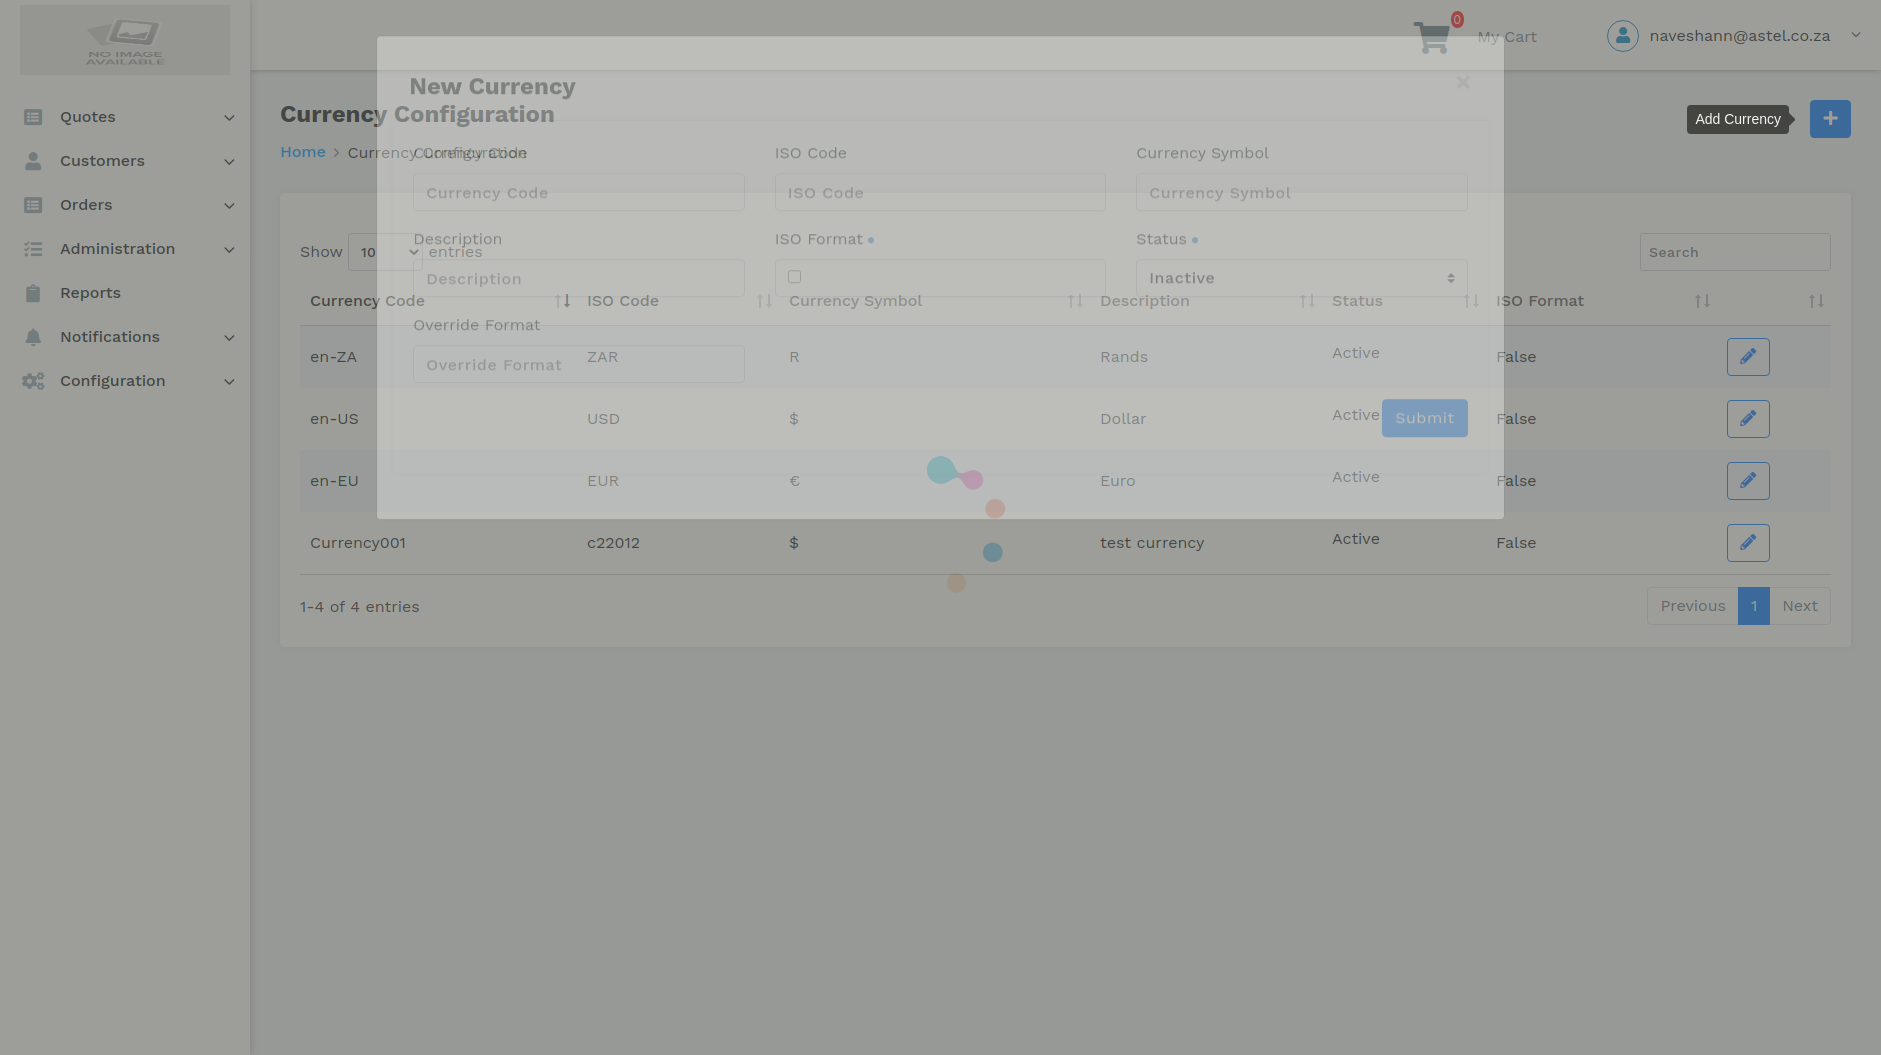 NO IMAGE
AVAILABLE
0
My Cart
naveshann@astel.co.za
Quotes
Customers
Orders
Administration
Reports
Notifications
Configuration
New Currency
×
Currency Configuration
Add Currency
+
Home > Currency Configuration
Currency Code
ISO Code
Currency Symbol
Currency Code
ISO Code
Currency Symbol
Description
ISO Format
Status
Show 10 entries
Search
Description
Inactive
Currency Code ISO Code Currency Symbol Description Status ISO Format
Override Format
Override Format
en-ZA ZAR R Rands Active False
en-US USD $ Dollar Active False
Submit
en-EU EUR € Euro Active False
Currency001 c22012 $ test currency Active False
1-4 of 4 entries
Previous 1 Next